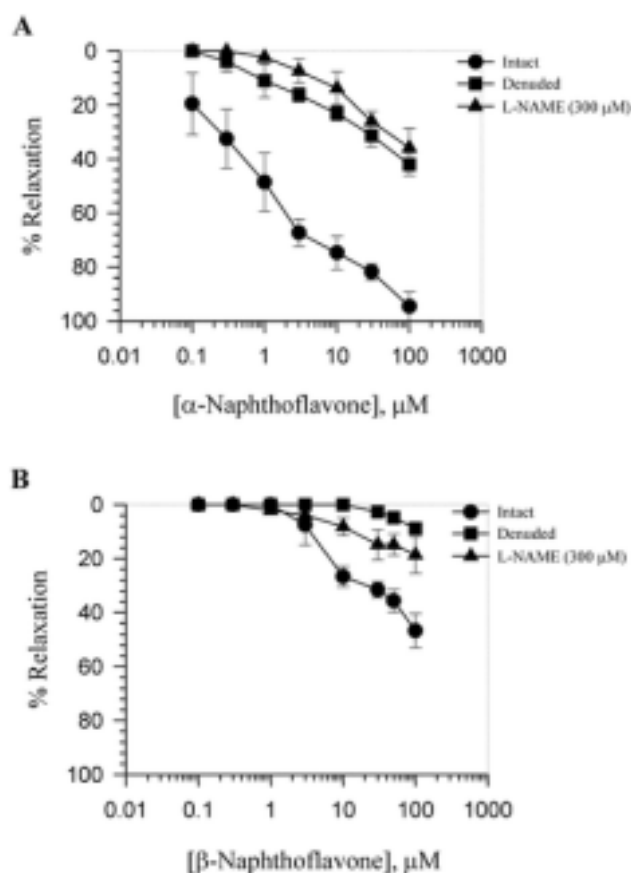 A
0
20
40
60
80
100
% Relaxation
0.01 0.1 1 10 100 1000
[α-Naphthoflavone], μM
Intact
Denuded
L-NAME (300 μM)
B
0
20
40
60
80
100
% Relaxation
0.01 0.1 1 10 100 1000
[β-Naphthoflavone], μM
Intact
Denuded
L-NAME (300 μM)